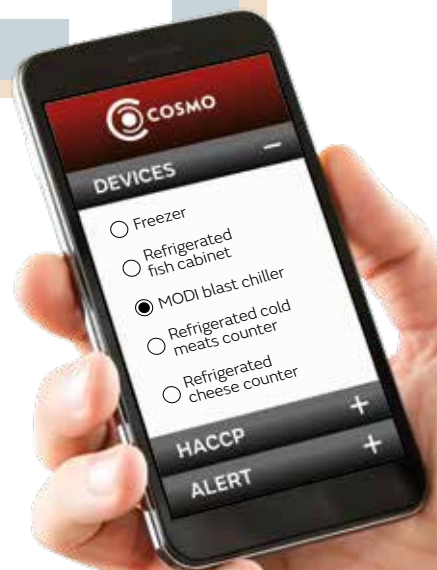 COSMO
DEVICES −
Freezer
Refrigerated
fish cabinet
MODI blast chiller
Refrigerated cold
meats counter
Refrigerated
cheese counter
HACCP +
ALERT +